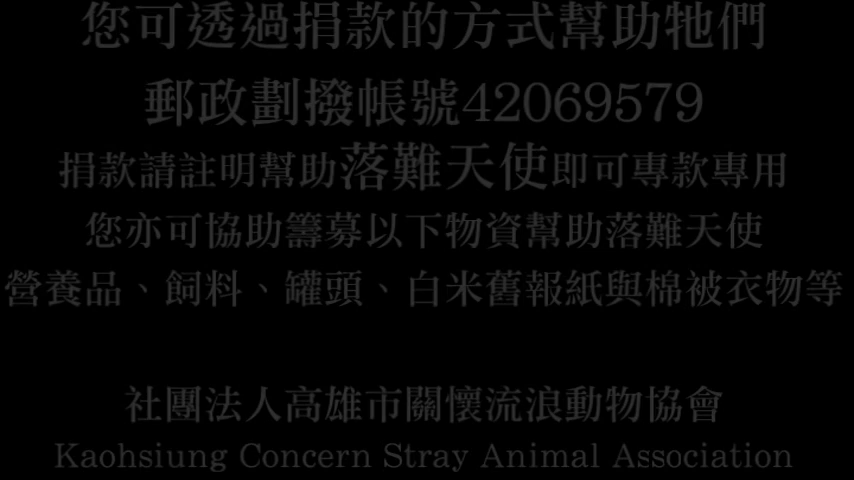 您可透過捐款的方式幫助牠們
郵政劃撥帳號42069579
捐款請註明幫助落難天使即可專款專用
您亦可協助籌募以下物資幫助落難天使
營養品、飼料、罐頭、白米舊報紙與棉被衣物等
社團法人高雄市關懷流浪動物協會
Kaohsiung Concern Stray Animal Association